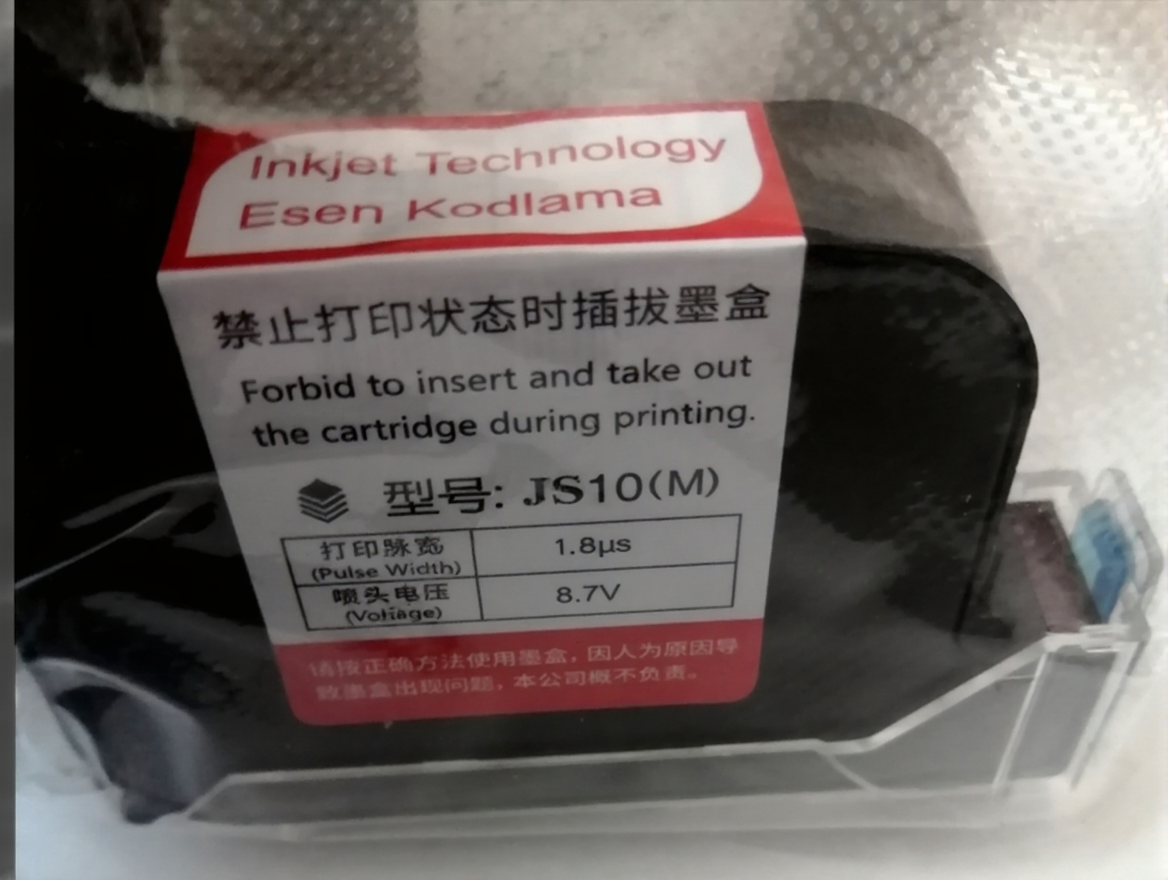 Inkjet Technology
Esen Kodlama
禁止打印状态时插拔墨盒
Forbid to insert and take out
the cartridge during printing.
型号: JS10(M)
打印脉宽
(Pulse Width)
1.8μs
喷头电压
(Voltage)
8.7V
请按正确方法使用墨盒, 因人为原因导
致墨盒出现问题, 本公司概不负责。